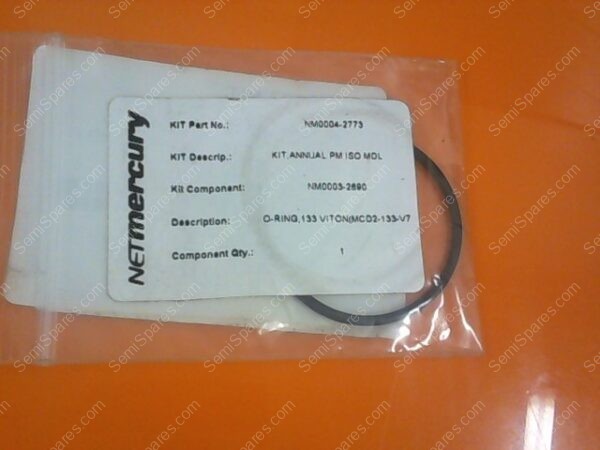 NETmercury
KIT Part No.: NM0004-2773
KIT Descrip.: KIT,ANNUAL PM ISO MDL
Kit Component: NM0003-2690
Description: O-RING,133 VITON(MCD2-133-V7
Component Qty.: 1
SemiSpares.com